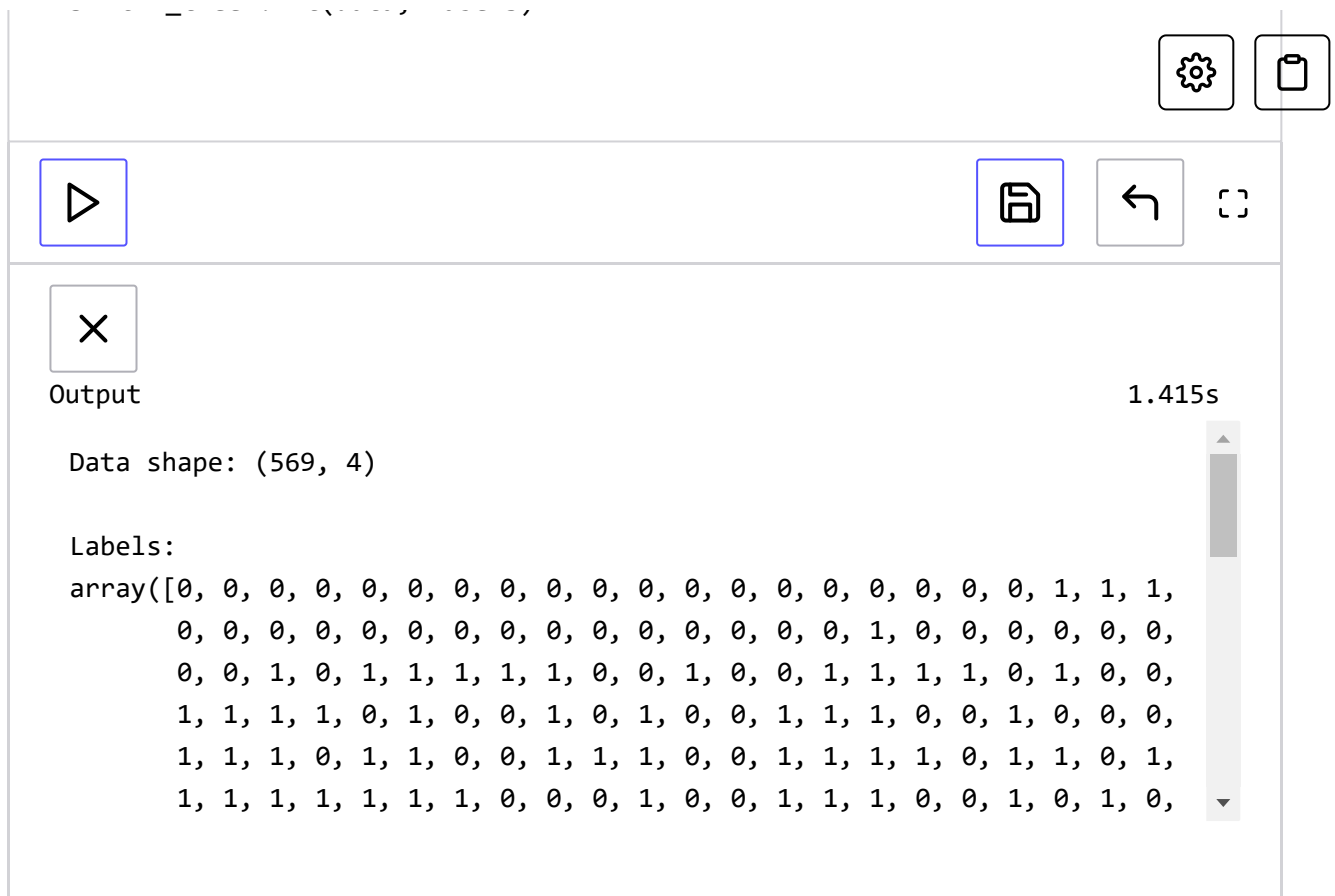 Output
1.415s
Data shape: (569, 4)
Labels:
array([0, 0, 0, 0, 0, 0, 0, 0, 0, 0, 0, 0, 0, 0, 0, 0, 0, 0, 0, 1, 1, 1,
0, 0, 0, 0, 0, 0, 0, 0, 0, 0, 0, 0, 0, 0, 0, 1, 0, 0, 0, 0, 0, 0,
0, 0, 1, 0, 1, 1, 1, 1, 1, 0, 0, 1, 0, 0, 1, 1, 1, 1, 0, 1, 0, 0,
1, 1, 1, 1, 0, 1, 0, 0, 1, 0, 1, 0, 0, 1, 1, 1, 0, 0, 1, 0, 0, 0,
1, 1, 1, 0, 1, 1, 0, 0, 1, 1, 1, 0, 0, 1, 1, 1, 1, 0, 1, 1, 0, 1,
1, 1, 1, 1, 1, 1, 1, 0, 0, 0, 1, 0, 0, 1, 1, 1, 0, 0, 1, 0, 1, 0,